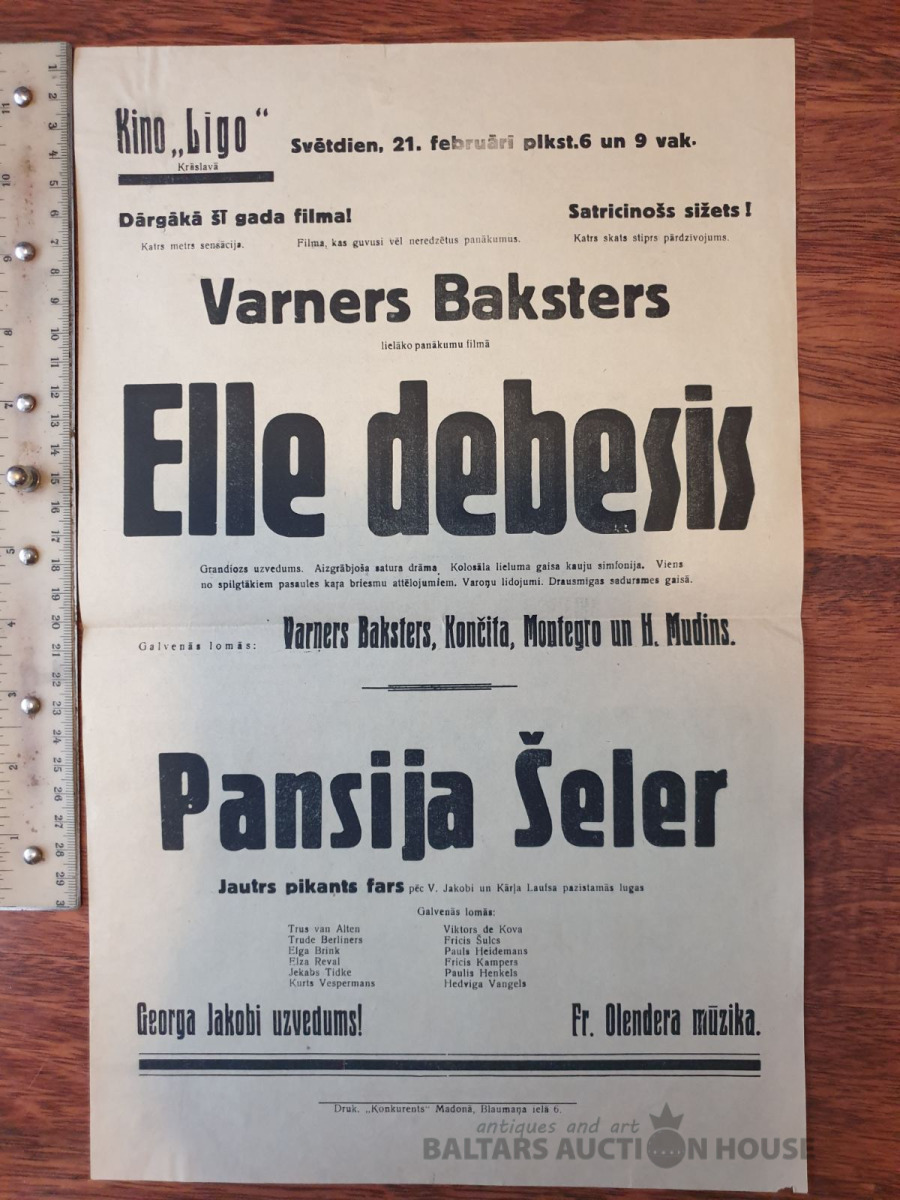 Kino „Līgo“
Krāslavā
Svētdien, 21. februārī plkst.6 un 9 vak.
Dārgākā šī gada filma!
Satricinošs sižets!
Katrs metrs sensācija.
Filma, kas guvusi vēl neredzētus panākumus.
Katrs skats stiprs pārdzivojums.
Varners Baksters
lielāko panākumu filmā
Elle debesis
Grandiozs uzvedums. Aizgrābjoša satura drāma. Kolosāla lieluma gaisa kauju simfonija. Viens
no spilgtākiem pasaules kaŗa briesmu attēlojumiem. Varoņu lidojumi. Drausmigas sadursmes gaisā.
Galvenās lomās: Varņers Baksters, Končita, Montegro un H. Mudins.
Pansija Šeler
Jautrs pikaņts fars pēc V. Jakobi un Kārļa Laufsa pazistamās lugas
Galvenās lomās:
Trus van Alten
Trude Berliners
Elga Brink
Elza Reval
Jekabs Tidke
Kurts Vespermans
Viktors de Kova
Fricis Šulcs
Pauls Heidemans
Fricis Kampers
Paulis Henkels
Hedviga Vangels
Georga Jakobi uzvedums!
Fr. Olendera mūzika.
Druk. „Konkurents“ Madonā, Blaumaņa ielā 6.
antiques and art
BALTARS AUCTION HOUSE